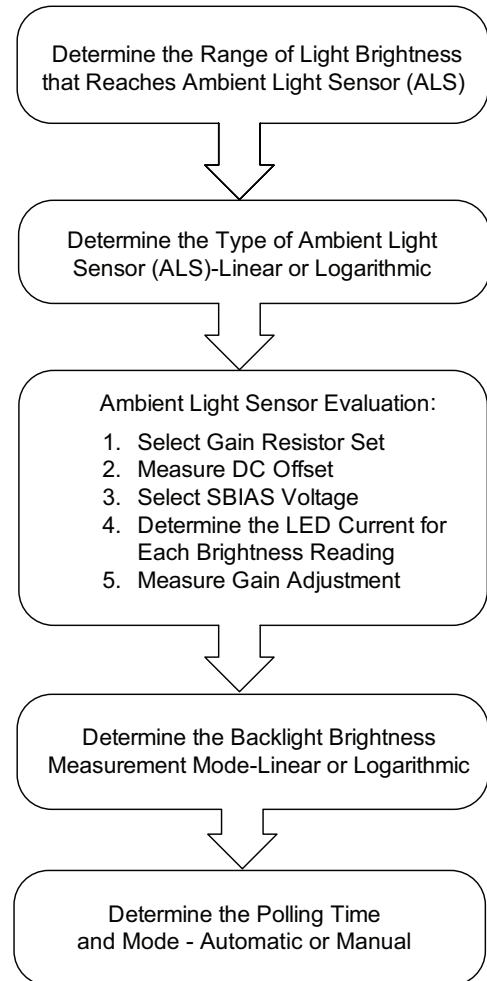 Determine the Range of Light Brightness
that Reaches Ambient Light Sensor (ALS)
Determine the Type of Ambient Light
Sensor (ALS)-Linear or Logarithmic
Ambient Light Sensor Evaluation:
1. Select Gain Resistor Set
2. Measure DC Offset
3. Select SBIAS Voltage
4. Determine the LED Current for
Each Brightness Reading
5. Measure Gain Adjustment
Determine the Backlight Brightness
Measurement Mode-Linear or Logarithmic
Determine the Polling Time
and Mode - Automatic or Manual